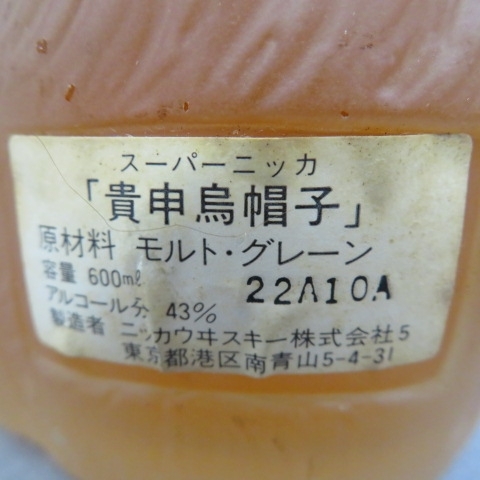 スーパーニッカ
「貴申烏帽子」
原材料 モルト・グレーン
容量 600ml 22A10A
アルコール分 43%
製造者 ニッカウヰスキー株式会社5
東京都港区南青山5-4-31